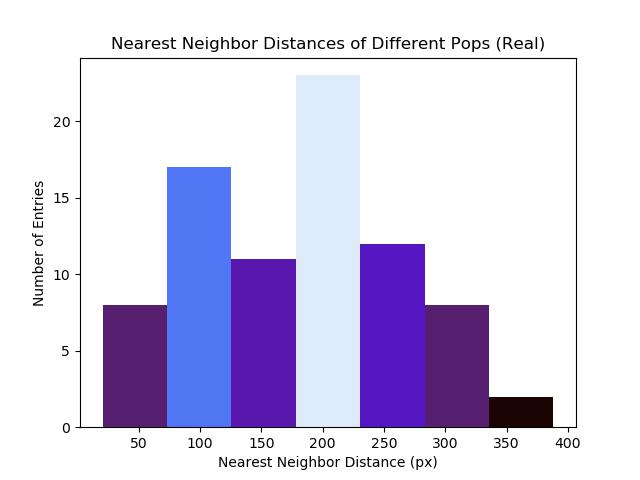 Nearest Neighbor Distances of Different Pops (Real)
20
15
10
5
0
Number of Entries
50 100 150 200 250 300 350 400
Nearest Neighbor Distance (px)